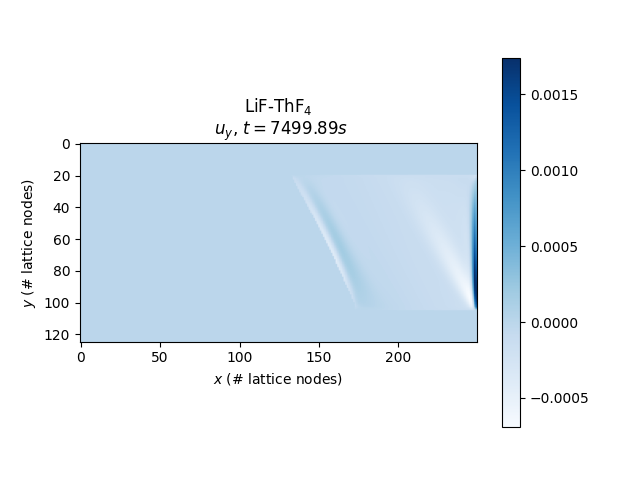 LiF-ThF₄
u_y, t = 7499.89s
0
20
40
60
80
100
120
y (# lattice nodes)
0 50 100 150 200
x (# lattice nodes)
0.0015
0.0010
0.0005
0.0000
−0.0005